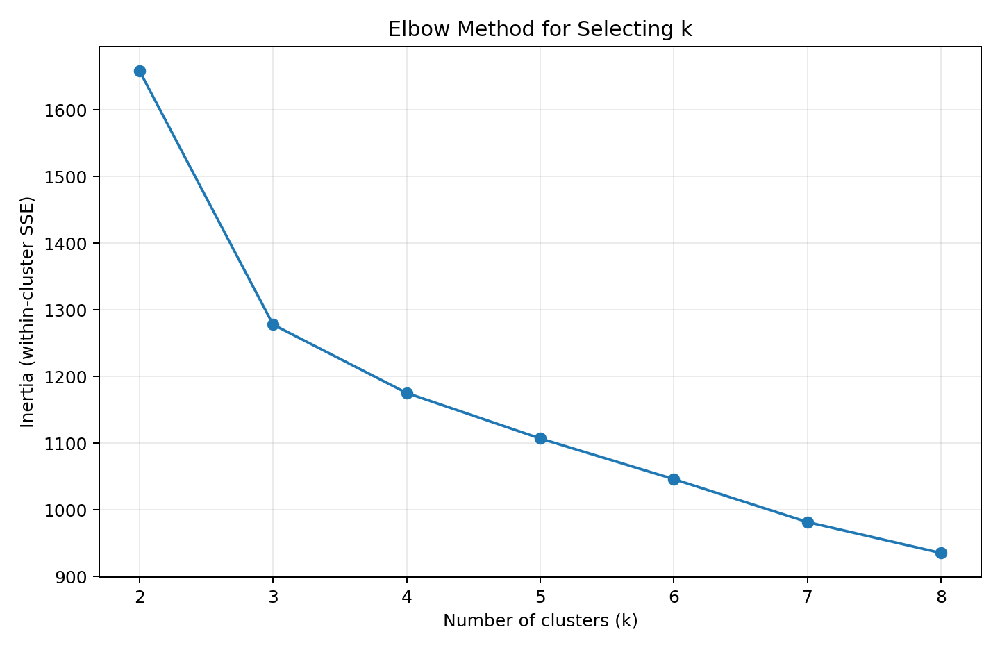 Elbow Method for Selecting k
Inertia (within-cluster SSE)
1600
1500
1400
1300
1200
1100
1000
900
2 3 4 5 6 7 8
Number of clusters (k)